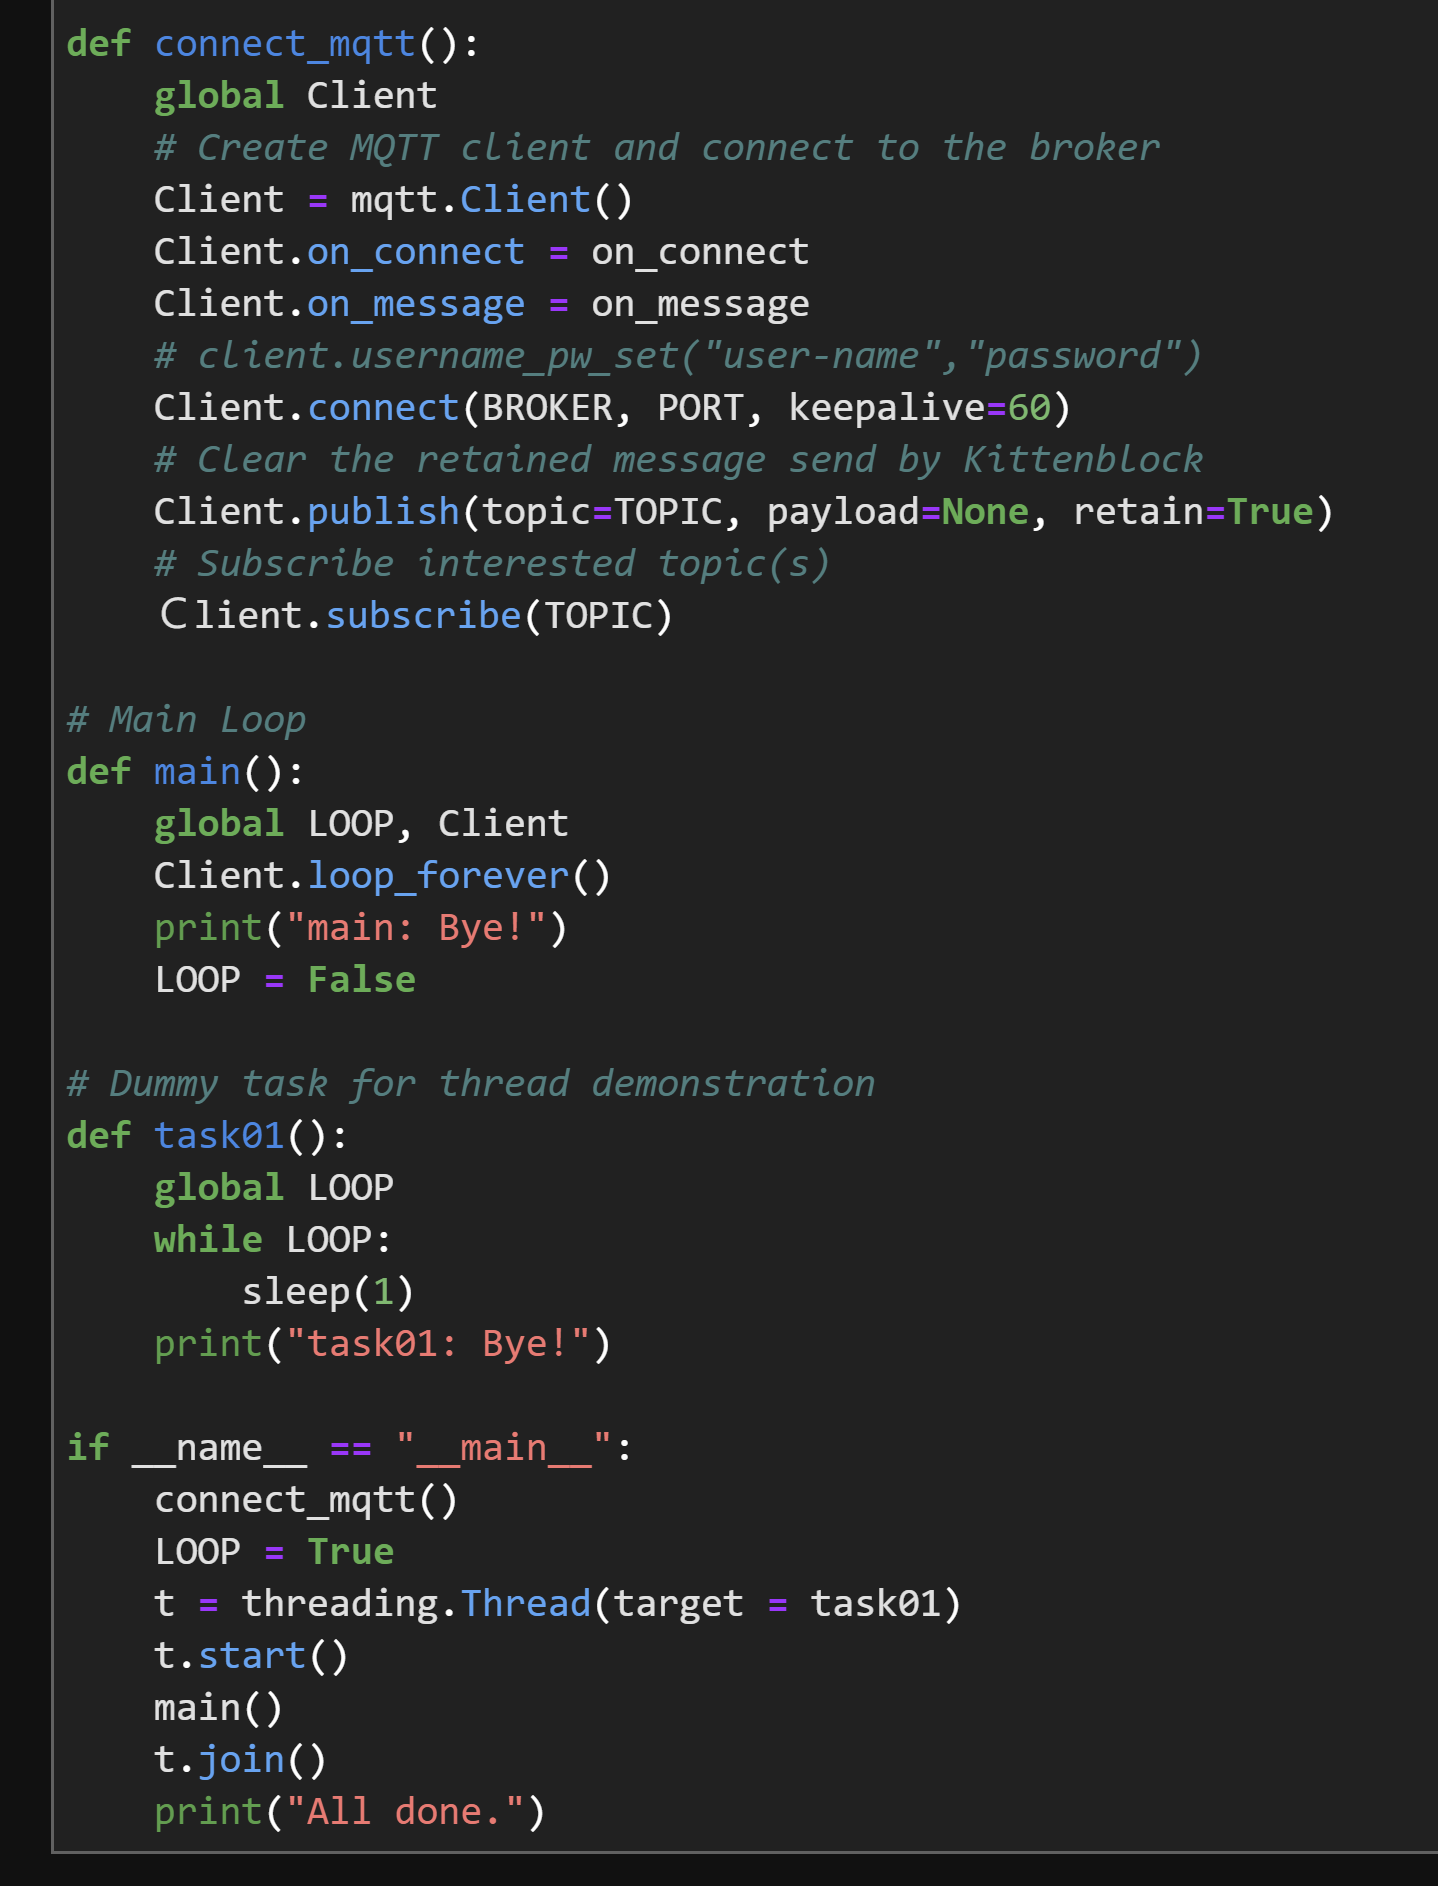 def connect_mqtt():
    global Client
    # Create MQTT client and connect to the broker
    Client = mqtt.Client()
    Client.on_connect = on_connect
    Client.on_message = on_message
    # client.username_pw_set("user-name","password")
    Client.connect(BROKER, PORT, keepalive=60)
    # Clear the retained message send by Kittenblock
    Client.publish(topic=TOPIC, payload=None, retain=True)
    # Subscribe interested topic(s)
    Client.subscribe(TOPIC)

# Main Loop
def main():
    global LOOP, Client
    Client.loop_forever()
    print("main: Bye!")
    LOOP = False

# Dummy task for thread demonstration
def task01():
    global LOOP
    while LOOP:
        sleep(1)
    print("task01: Bye!")

if __name__ == "__main__":
    connect_mqtt()
    LOOP = True
    t = threading.Thread(target = task01)
    t.start()
    main()
    t.join()
    print("All done.")